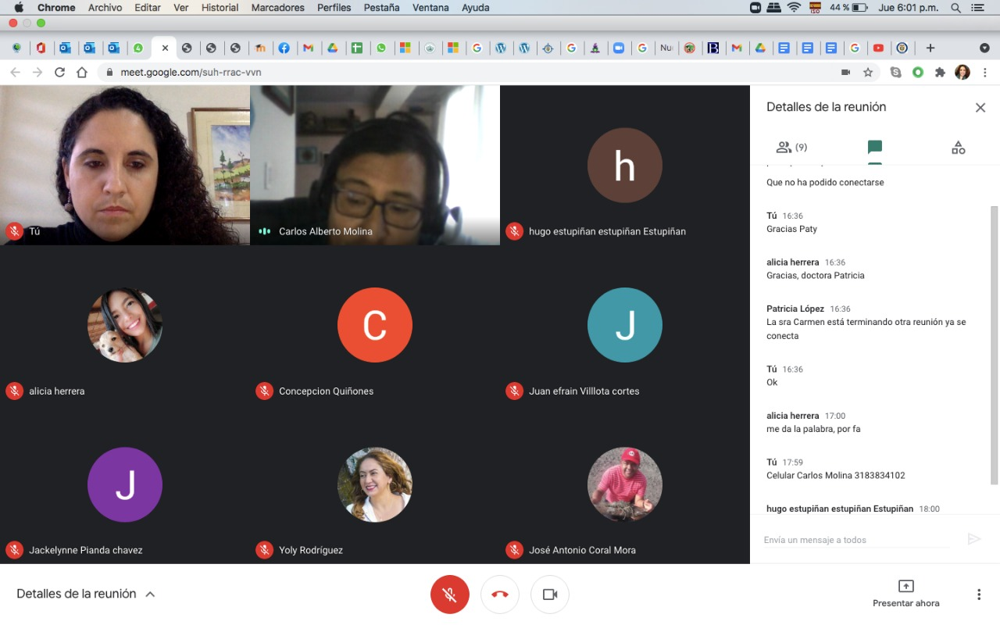 Chrome Archivo Editar Ver Historial Marcadores Perfiles Pestaña Ventana Ayuda
ISO 44 % Jue 6:01 p.m.
4
Nu
B
meet.google.com/suh-rrac-vvn
Detalles de la reunión
(9)
Que no ha podido conectarse
Tú 16:36
Gracias Paty
alicia herrera 16:36
Gracias, doctora Patricia
Patricia López 16:36
La sra Carmen está terminando otra reunión ya se
conecta
Tú 16:36
Ok
alicia herrera 17:00
me da la palabra, por fa
Tú 17:59
Celular Carlos Molina 3183834102
hugo estupiñan estupiñan Estupiñan 18:00
Envía un mensaje a todos
h
Tú
Carlos Alberto Molina
hugo estupiñan estupiñan Estupiñan
C
J
alicia herrera
Concepcion Quiñones
Juan efrain Villlota cortes
J
Jackelynne Pianda chavez
Yoly Rodríguez
José Antonio Coral Mora
Detalles de la reunión
Presentar ahora